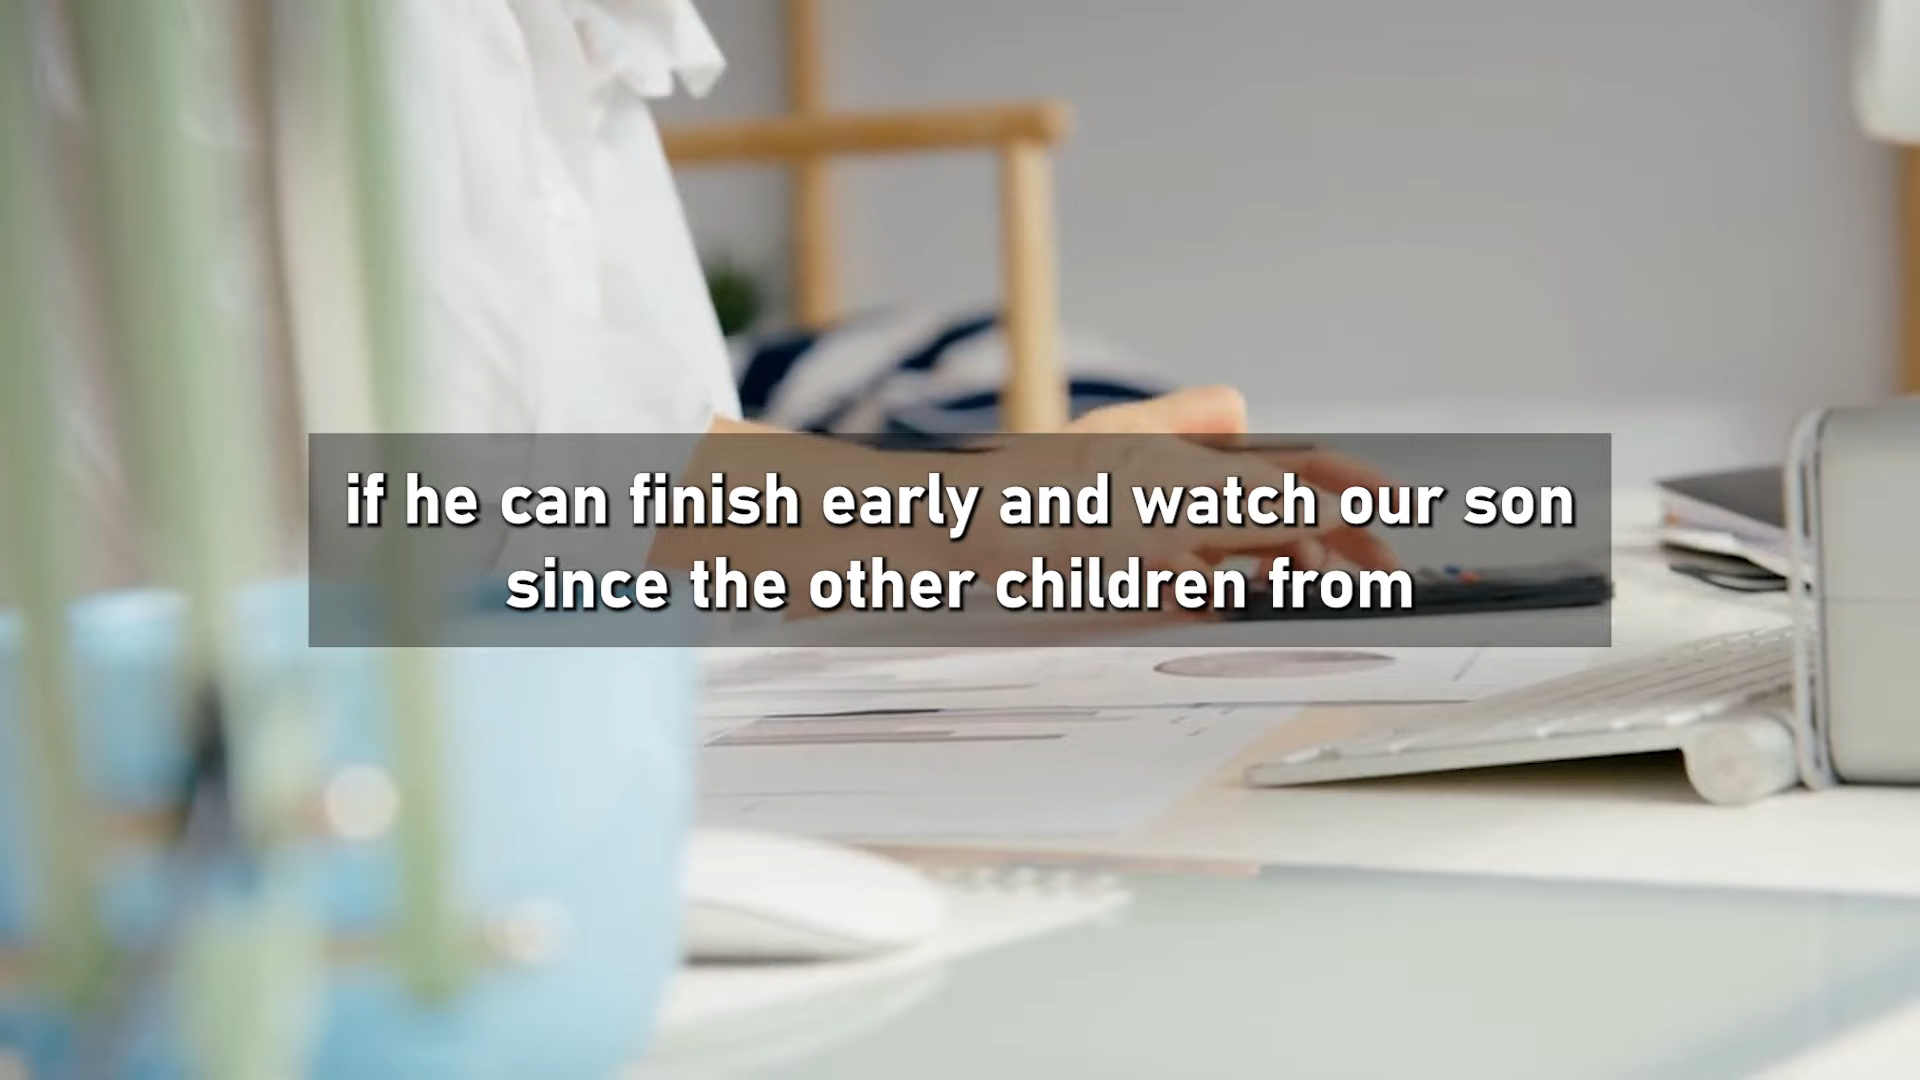 if he can finish early and watch our son
since the other children from